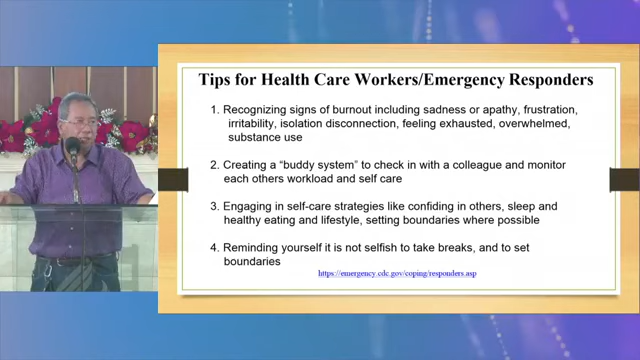 Tips for Health Care Workers/Emergency Responders
1. Recognizing signs of burnout including sadness or apathy, frustration,
irritability, isolation disconnection, feeling exhausted, overwhelmed,
substance use
2. Creating a “buddy system” to check in with a colleague and monitor
each others workload and self care
3. Engaging in self-care strategies like confiding in others, sleep and
healthy eating and lifestyle, setting boundaries where possible
4. Reminding yourself it is not selfish to take breaks, and to set
boundaries
https://emergency.cdc.gov/coping/responders.asp